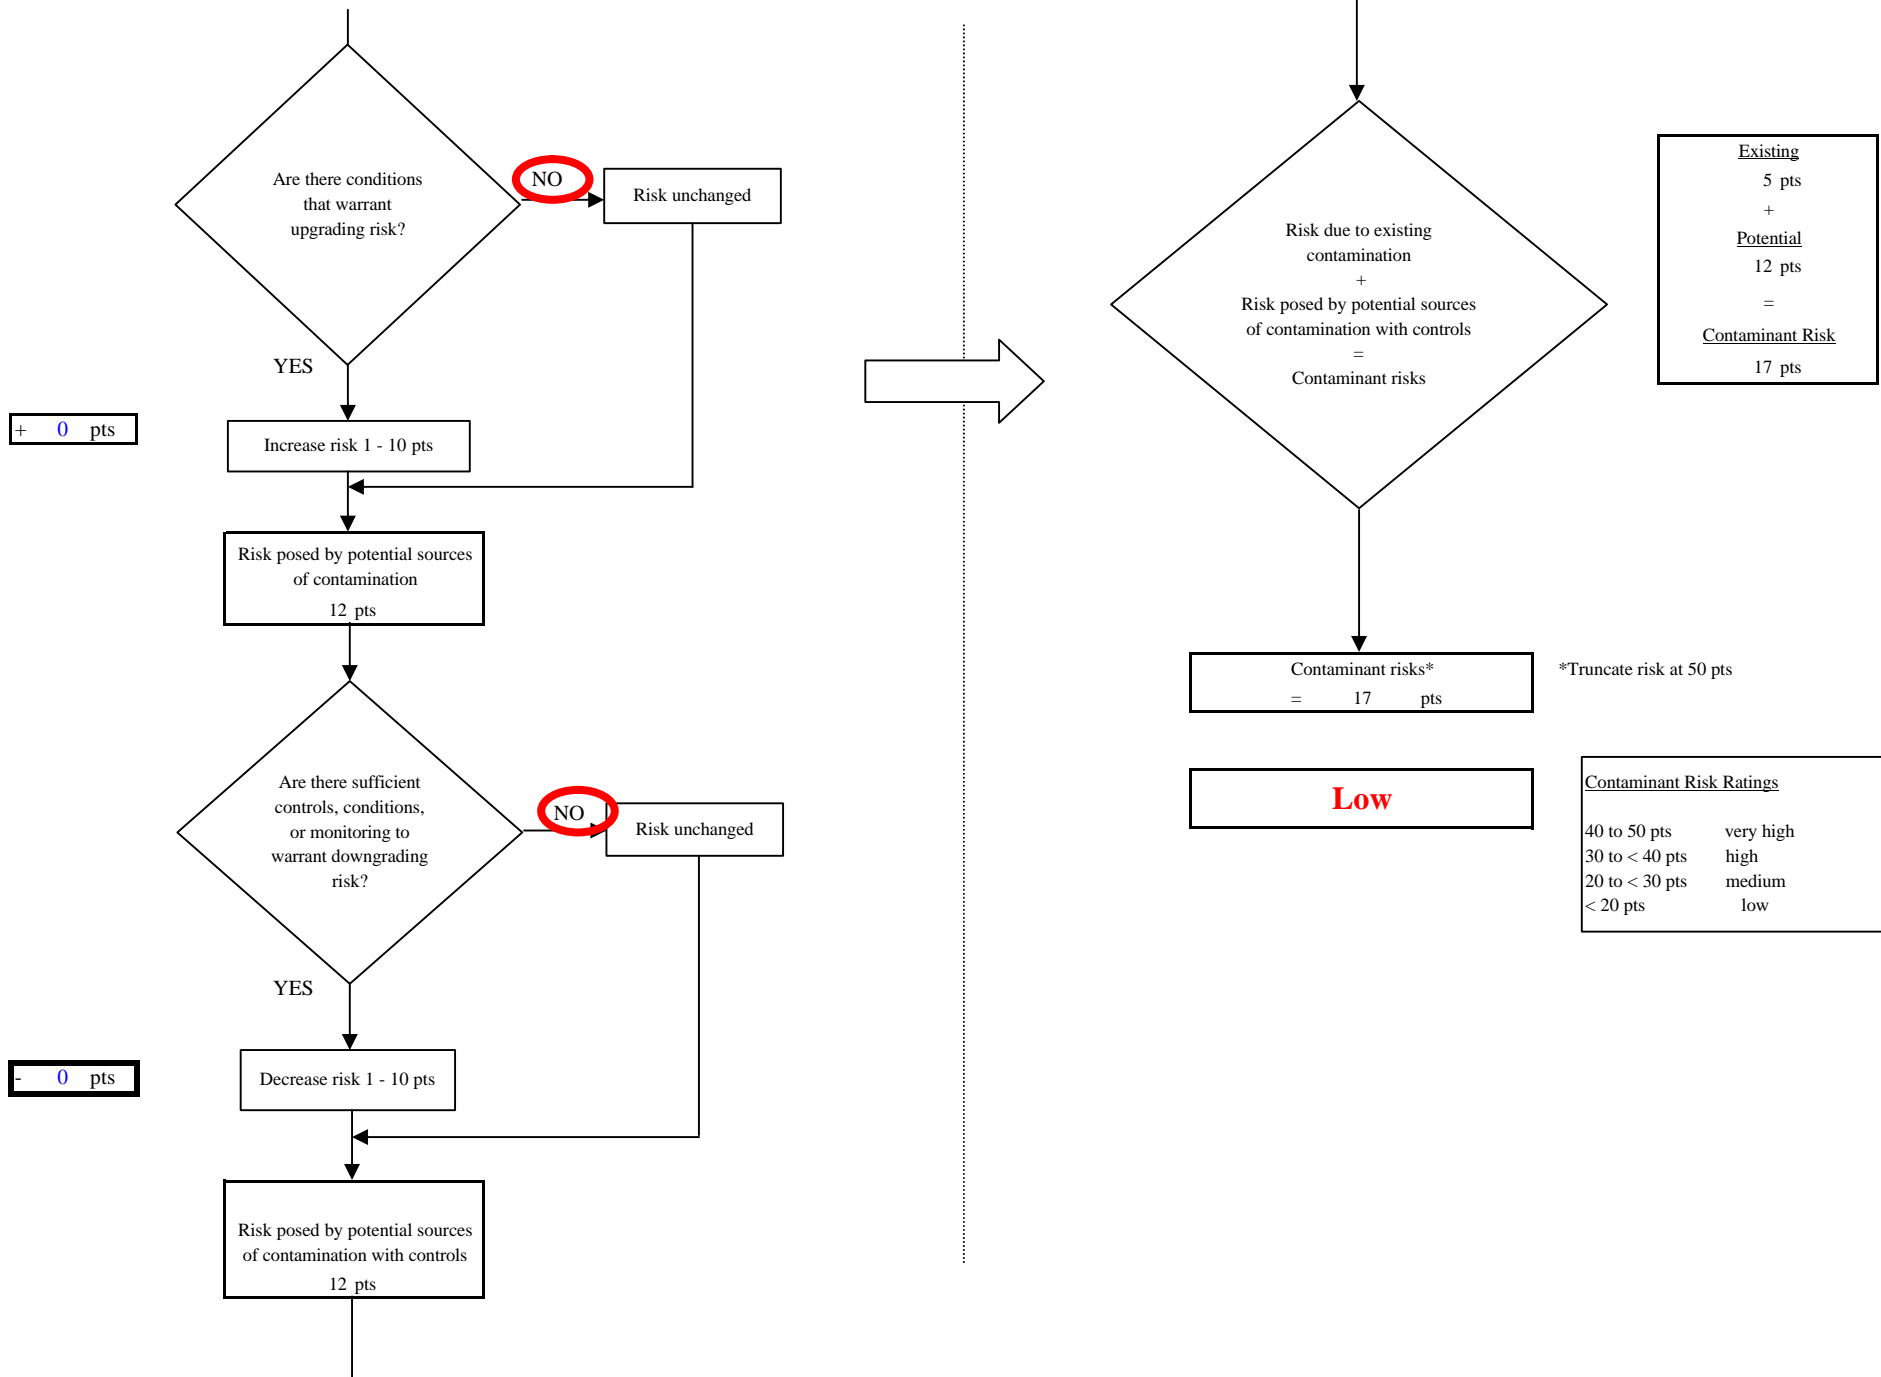 Are there conditions
that warrant
upgrading risk?
NO
Risk unchanged
YES
+ 0 pts
Increase risk 1 - 10 pts
Risk posed by potential sources
of contamination
12 pts
Are there sufficient
controls, conditions,
or monitoring to
warrant downgrading
risk?
NO
Risk unchanged
YES
- 0 pts
Decrease risk 1 - 10 pts
Risk posed by potential sources
of contamination with controls
12 pts
Risk due to existing
contamination
+
Risk posed by potential sources
of contamination with controls
=
Contaminant risks
Existing
5 pts
+
Potential
12 pts
=
Contaminant Risk
17 pts
Contaminant risks*
= 17 pts
*Truncate risk at 50 pts
Low
Contaminant Risk Ratings
40 to 50 pts very high
30 to < 40 pts high
20 to < 30 pts medium
< 20 pts low